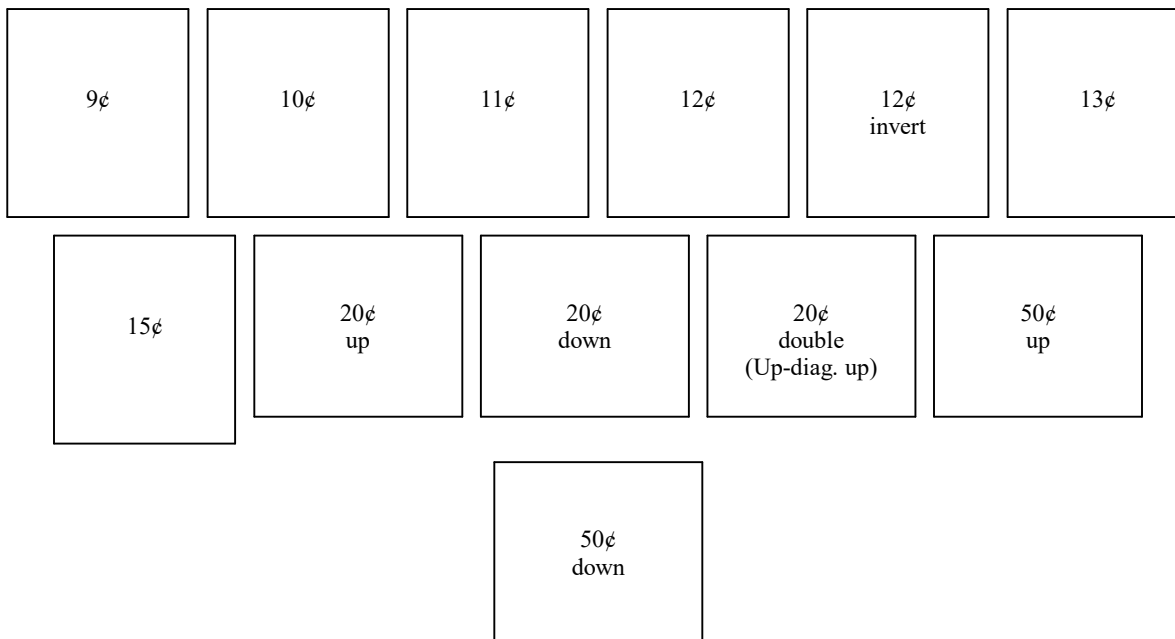 9¢
10¢
11¢
12¢
12¢
invert
13¢
15¢
20¢
up
20¢
down
20¢
double
(Up-diag. up)
50¢
up
50¢
down